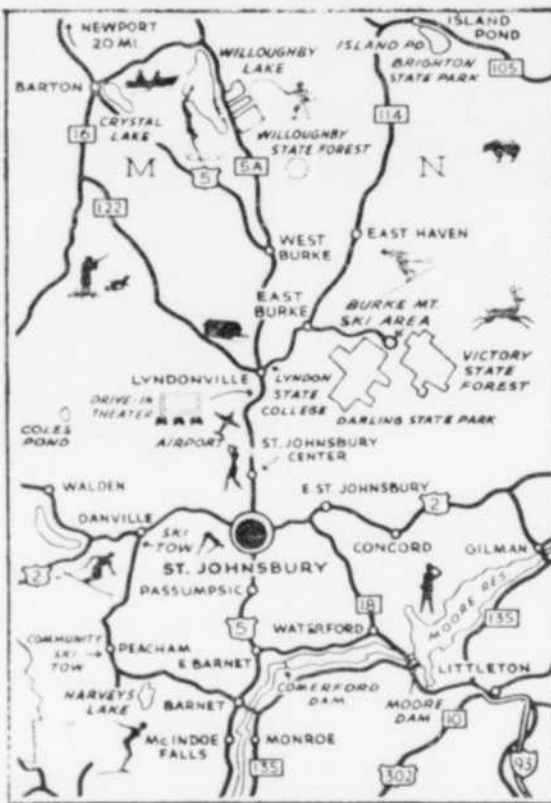 NEWPORT
20 MI.
ISLAND
POND
WILLOUGHBY
LAKE
ISLAND PD
BRIGHTON
STATE PARK
105
BARTON
CRYSTAL
LAKE
114
16
WILLOUGHBY
STATE FOREST
M
5
5A
N
122
WEST
BURKE
EAST HAVEN
EAST
BURKE
BURKE MT.
SKI AREA
VICTORY
STATE
FOREST
LYNDONVILLE
LYNDON
STATE
COLLEGE
DARLING STATE PARK
DRIVE-IN
THEATER
COLES
POND
AIRPORT
ST. JOHNSBURY
CENTER
WALDEN
E ST JOHNSBURY
2
DANVILLE
SKI
TOW
CONCORD
GILMAN
ST. JOHNSBURY
2
PASSUMPSIC
MOORE RES.
18
135
5
WATERFORD
COMMUNITY
SKI
TOW
PEACHAM
E BARNET
LITTLETON
HARVEYS
LAKE
BARNET
COMERFORD
DAM
MOORE
DAM
10
MCINDOE
FALLS
MONROE
135
302
93